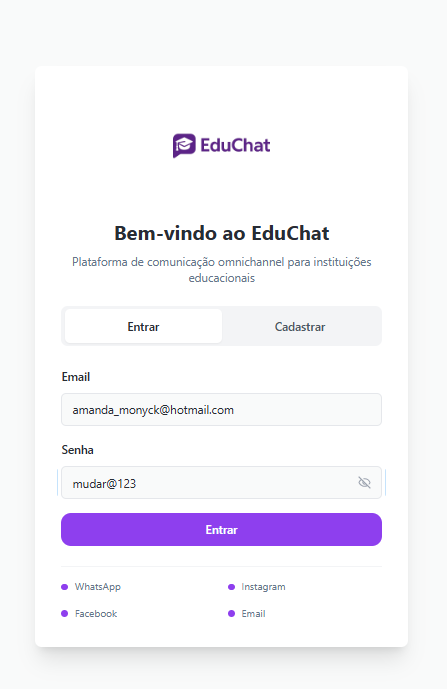 EduChat
Bem-vindo ao EduChat
Plataforma de comunicação omnichannel para instituições
educacionais
Entrar
Cadastrar
Email
amanda_monyck@hotmail.com
Senha
mudar@123
Entrar
WhatsApp
Instagram
Facebook
Email